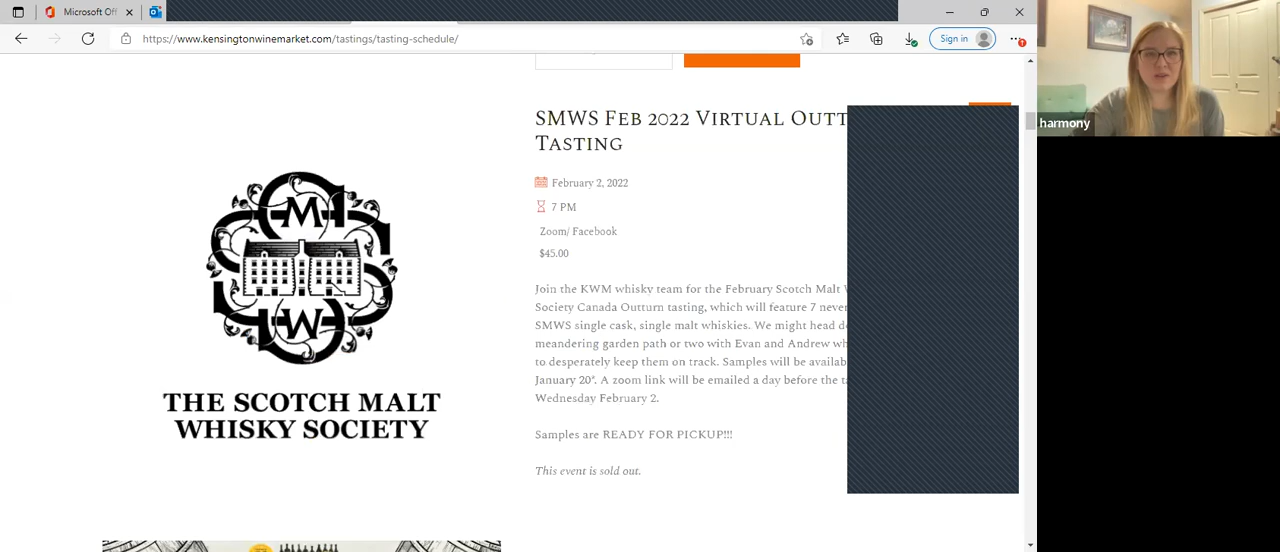 Microsoft Off
https://www.kensingtonwinemarket.com/tastings/tasting-schedule/
Sign in
harmony
SMWS Feb 2022 Virtual
Tasting
February 2, 2022
7 PM
Zoom/ Facebook
$45.00
Join the KWM whisky team for the February Scotch Malt
Society Canada Outturn tasting, which will feature 7
SMWS single cask, single malt whiskies. We might head
meandering garden path or two with Evan and Andrew
to desperately keep them on track. Samples will be
January 20*. A zoom link will be emailed a day before the
Wednesday February 2.
Samples are READY FOR PICKUP!!!
This event is sold out.
M
W
THE SCOTCH MALT
WHISKY SOCIETY